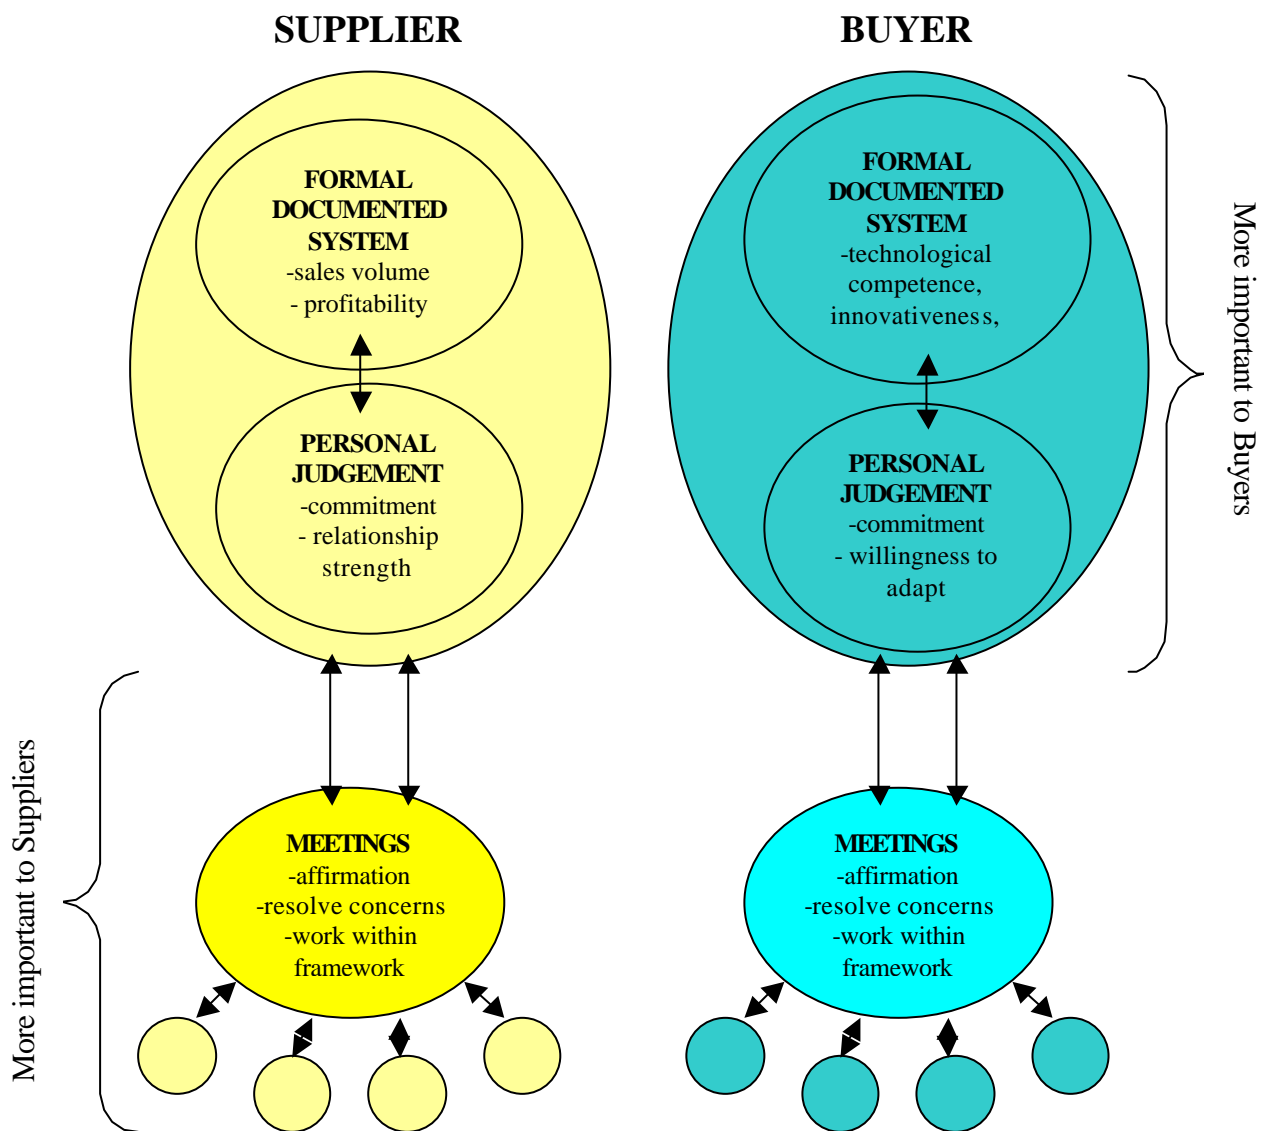 SUPPLIER
BUYER
FORMAL
DOCUMENTED
SYSTEM
-sales volume
- profitability
PERSONAL
JUDGEMENT
-commitment
- relationship
strength
FORMAL
DOCUMENTED
SYSTEM
-technological
competence,
innovativeness,
PERSONAL
JUDGEMENT
-commitment
- willingness to
adapt
More important to Buyers
More important to Suppliers
MEETINGS
-affirmation
-resolve concerns
-work within
framework
MEETINGS
-affirmation
-resolve concerns
-work within
framework